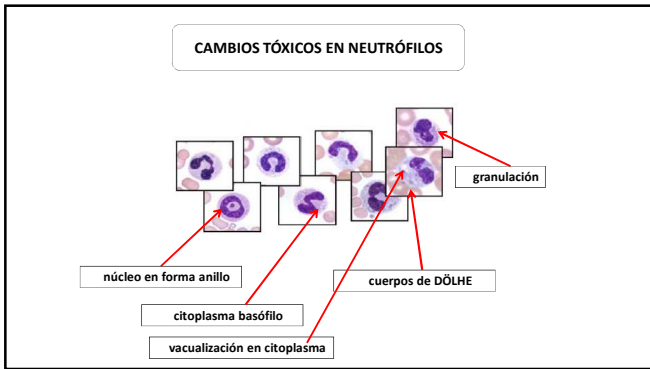 CAMBIOS TÓXICOS EN NEUTRÓFILOS
granulación
núcleo en forma anillo
cuerpos de DÖLHE
citoplasma basófilo
vacualización en citoplasma